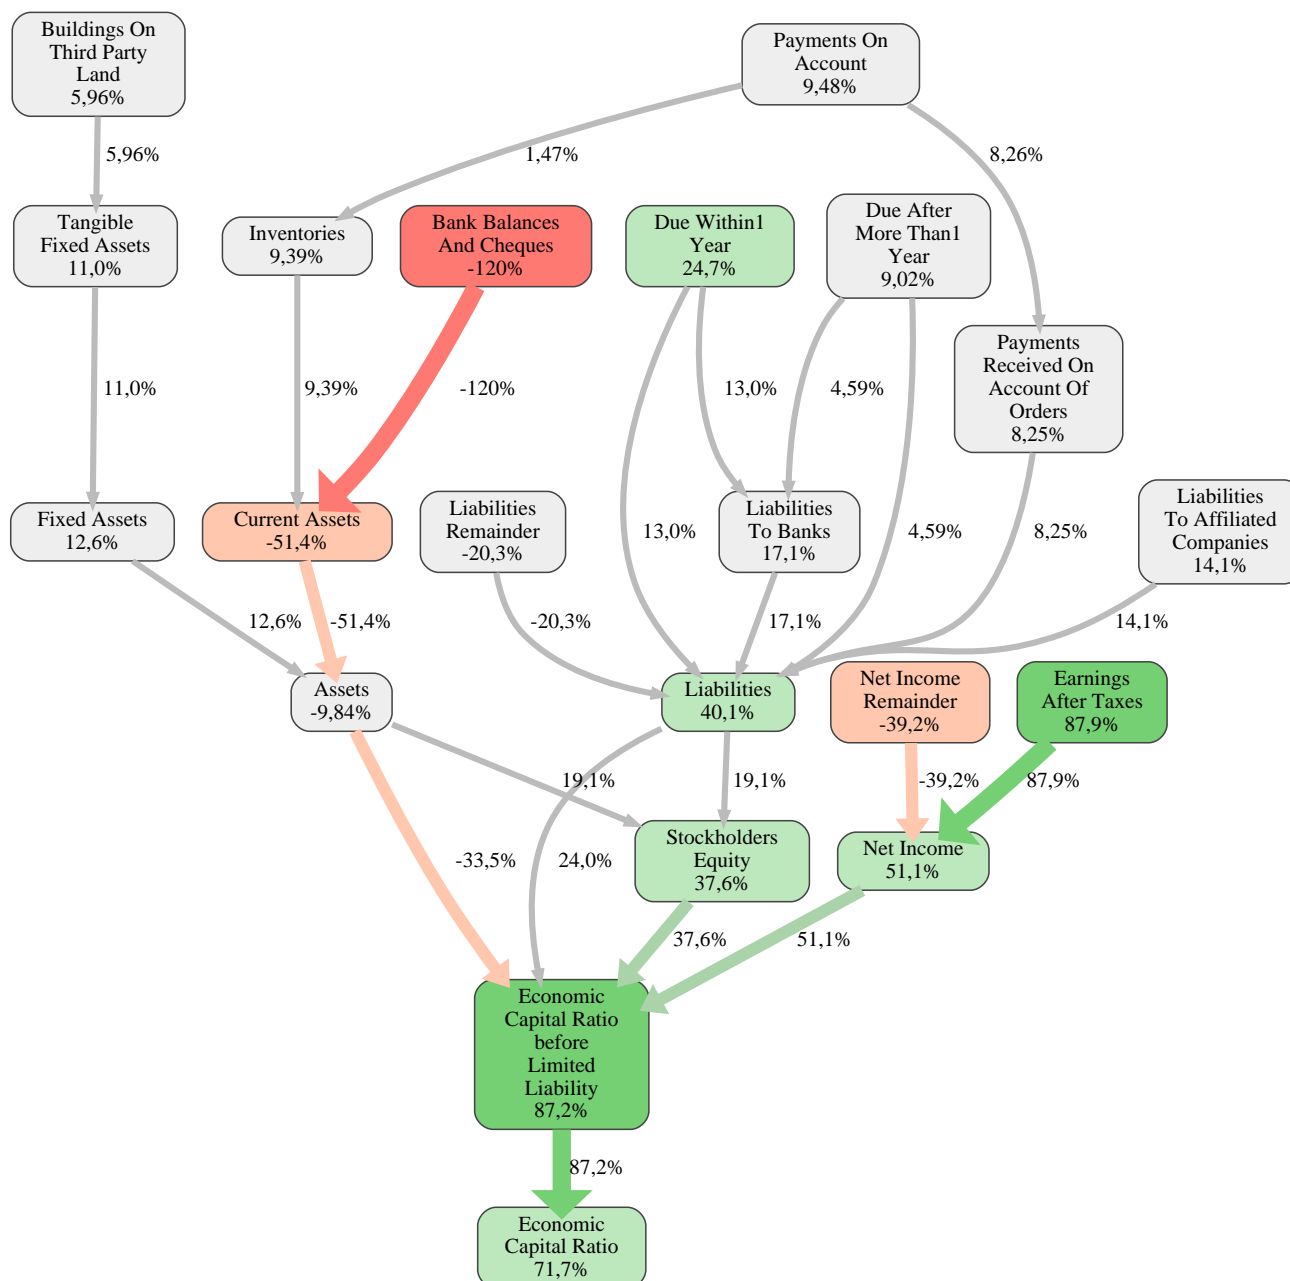 Buildings On
Third Party
Land
5,96%
Payments On
Account
9,48%
5,96%
1,47%
8,26%
Tangible
Fixed Assets
11,0%
Inventories
9,39%
Bank Balances
And Cheques
-120%
Due Within1
Year
24,7%
Due After
More Than1
Year
9,02%
Payments
Received On
Account Of
Orders
8,25%
11,0%
9,39%
-120%
13,0%
4,59%
Fixed Assets
12,6%
Current Assets
-51,4%
Liabilities
Remainder
-20,3%
Liabilities
To Banks
17,1%
Liabilities
To Affiliated
Companies
14,1%
13,0%
4,59%
8,25%
12,6%
-51,4%
-20,3%
17,1%
14,1%
Assets
-9,84%
Liabilities
40,1%
Net Income
Remainder
-39,2%
Earnings
After Taxes
87,9%
19,1%
19,1%
-39,2%
87,9%
Stockholders
Equity
37,6%
Net Income
51,1%
-33,5%
24,0%
37,6%
51,1%
Economic
Capital Ratio
before
Limited
Liability
87,2%
87,2%
Economic
Capital Ratio
71,7%